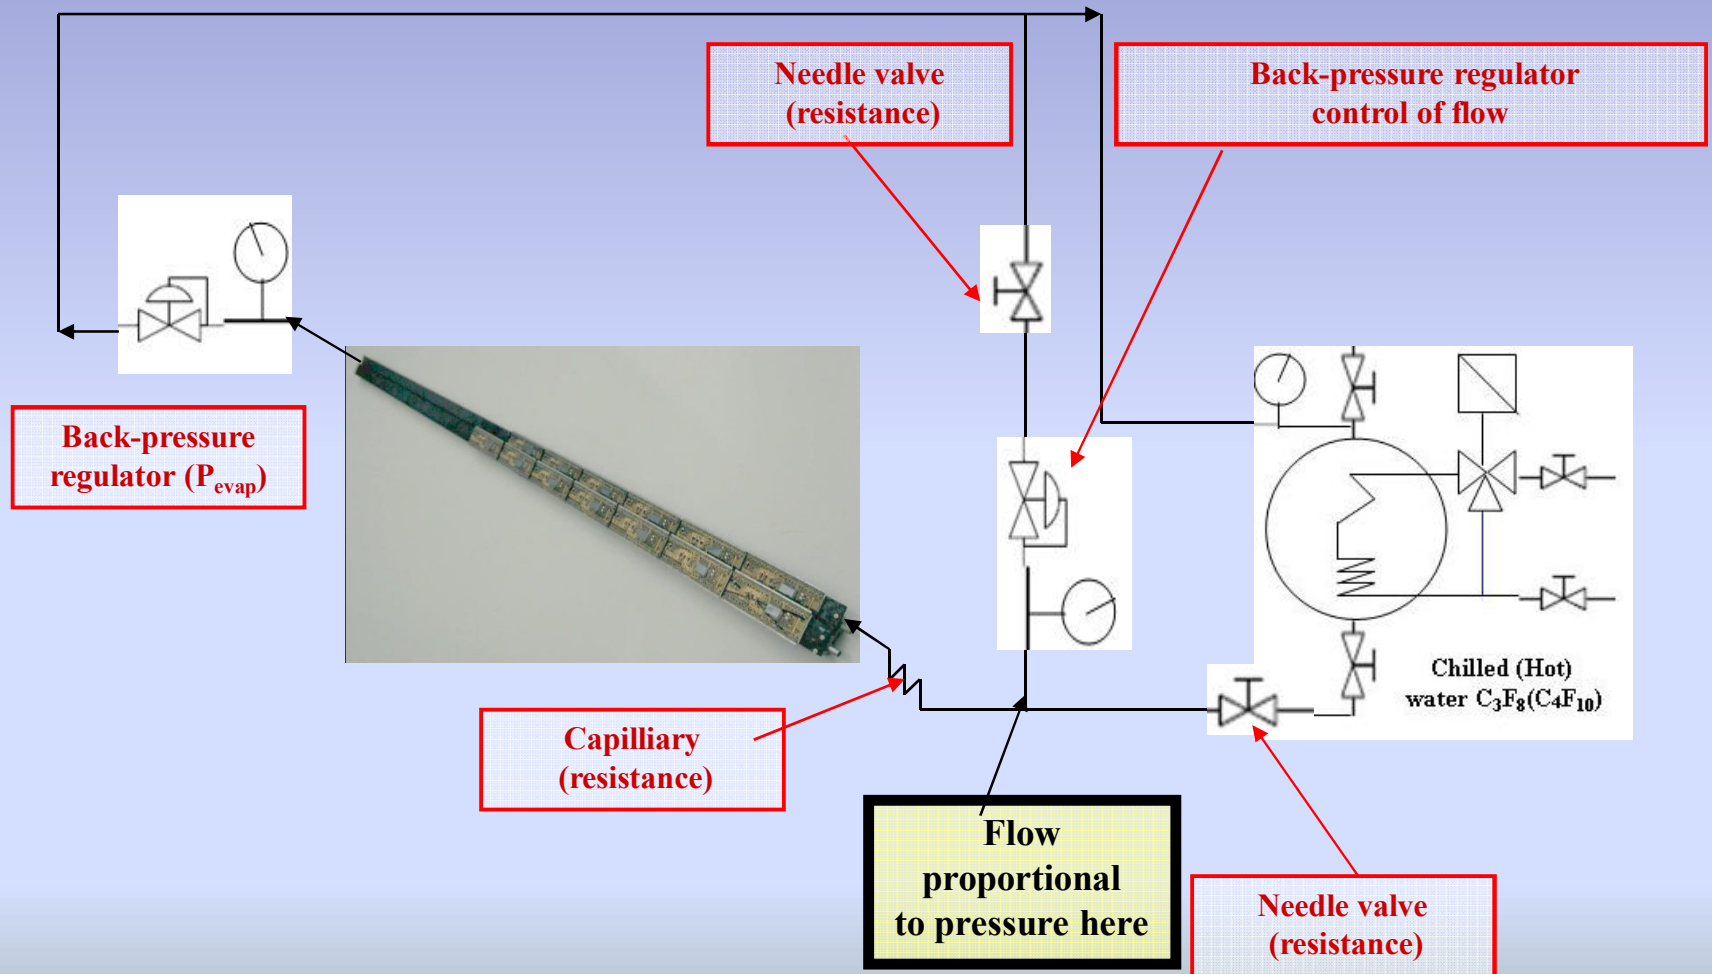 Needle valve
(resistance)
Back-pressure regulator
control of flow
Back-pressure
regulator (Pevap)
Chilled (Hot)
water C3F8(C4F10)
Capilliary
(resistance)
Flow
proportional
to pressure here
Needle valve
(resistance)